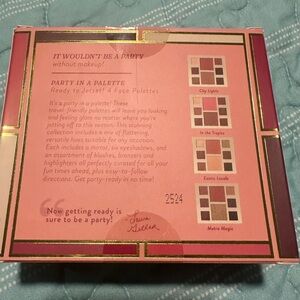 IT WOULDN'T BE A PARTY
without makeup!
PARTY IN A PALETTE
Ready to Jetset! 4 Face Palettes
It's a party in a palette! These
travel-friendly palettes will leave you looking
and feeling glam no matter where you're
jetting off to this season. This stunning
collection includes a mix of flattering,
versatile hues suitable for any occasion.
Each includes a mirror, six eyeshadows, and
an assortment of blushes, bronzers and
highlighters all perfectly curated for all your
fun times ahead, plus easy-to-follow
directions. Get party-ready in no time!
Now getting ready is
sure to be a party!
Laura
Geller
City Lights
In the Tropics
Exotic Locale
2524
Metro Magic